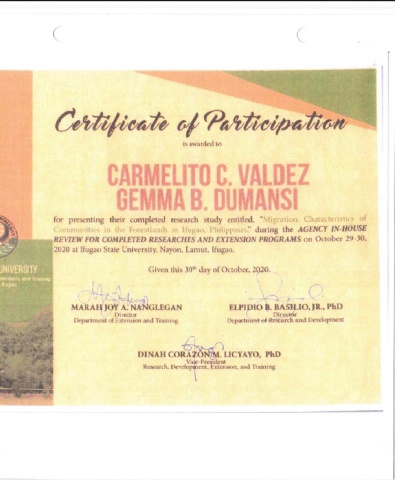 Certificate of Participation
is awarded to
CARMELITO C. VALDEZ
GEMMA B. DUMANSI
for presenting their completed research study entitled, "Migration Characteristics of
Communities in the Forestlands in Ifugao, Philippines," during the AGENCY IN-HOUSE
REVIEW FOR COMPLETED RESEARCHES AND EXTENSION PROGRAMS on October 29-30,
2020 at Ifugao State University, Nayon, Lamut, Ifugao.
UNIVERSITY
Given this 30th day of October, 2020.
MARAH JOY A. NANGLEGAN
Director
Department of Extension and Training
ELPIDIO B. BASILIO, JR., PhD
Director
Department of Research and Development
DINAH CORAZON M. LICYAYO, PhD
Vice-President
Research, Development, Extension, and Training